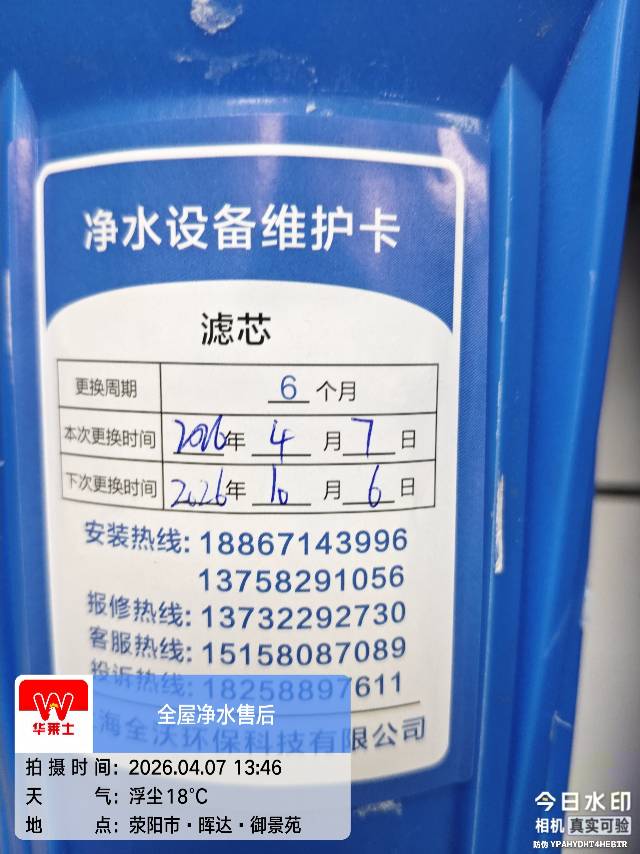 净水设备维护卡
滤芯
更换周期 6 个月
本次更换时间 2026年 4 月 7 日
下次更换时间 2026年 10 月 6 日
安装热线: 18867143996
13758291056
报修热线: 13732292730
客服热线: 15158087089
投诉热线: 18258897611
海全沃环保科技有限公司
华莱士
全屋净水售后
拍摄时间: 2026.04.07 13:46
天气: 浮尘18℃
地点: 荥阳市·晖达·御景苑
今日水印
相机 真实可验
防伪 YPAHYDHT4HEBTR